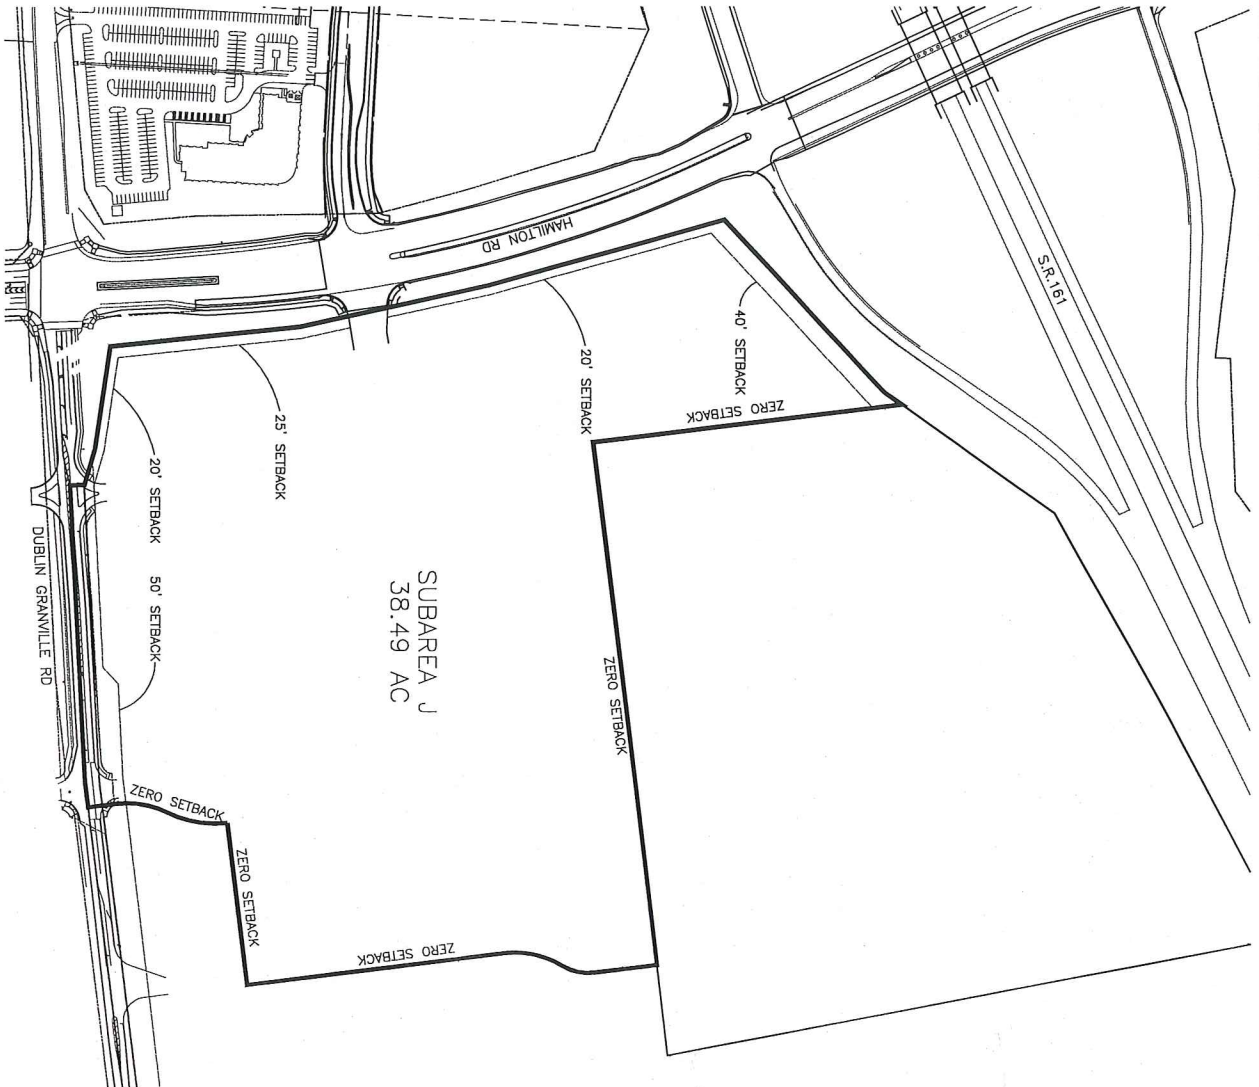 HAMILTON RD
S.R.161
40' SETBACK
20' SETBACK
ZERO SETBACK
25' SETBACK
20' SETBACK
50' SETBACK
DUBLIN GRANVILLE RD
SUBAREA J
38.49 AC
ZERO SETBACK
ZERO SETBACK
ZERO SETBACK
ZERO SETBACK